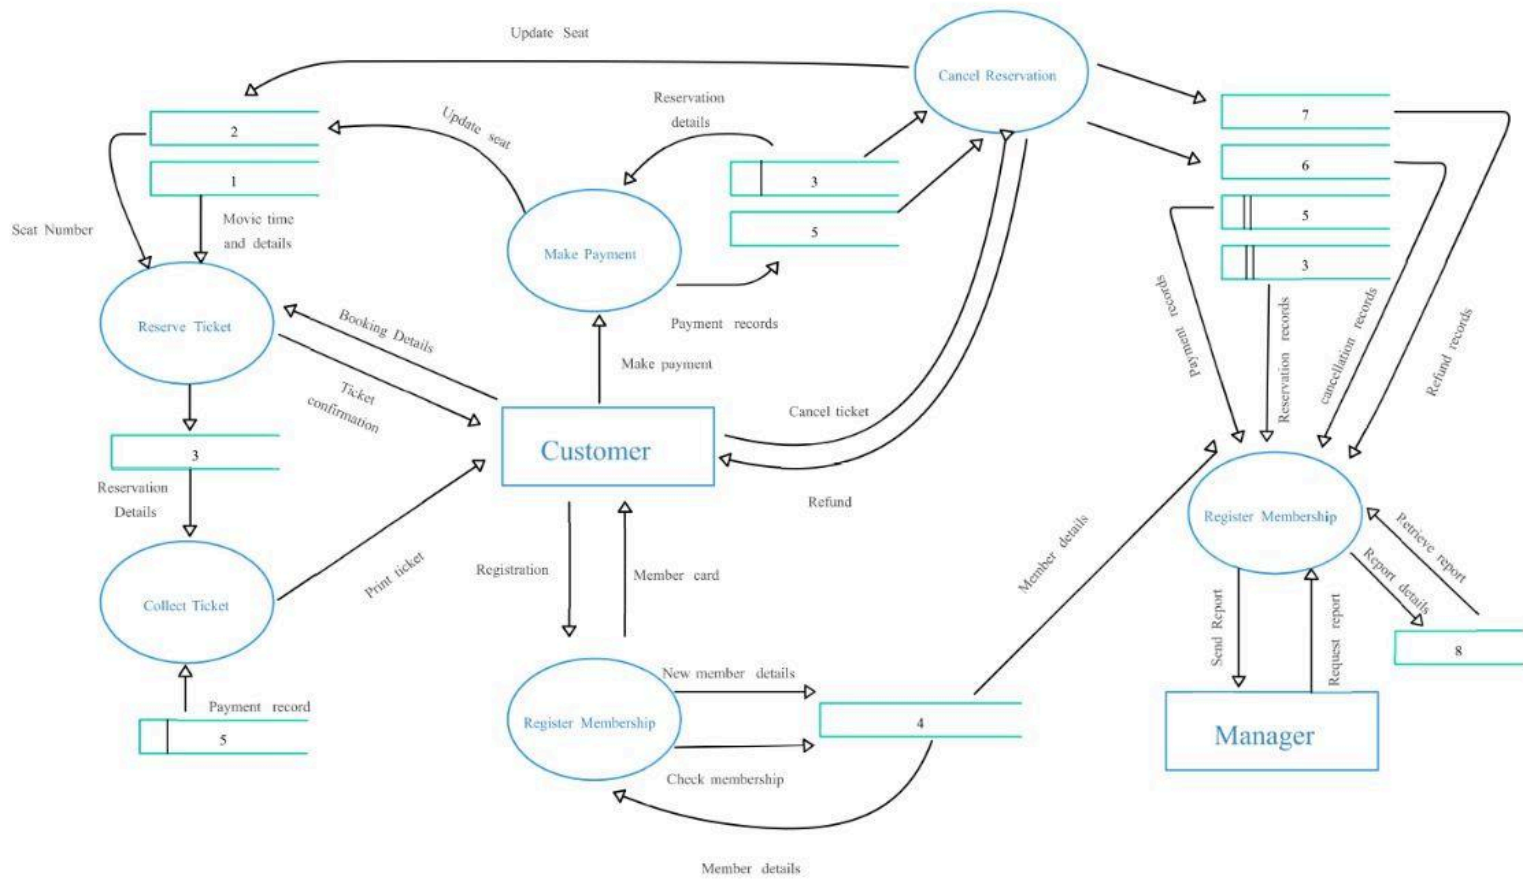 Update Seat
Cancel Reservation
7
6
5
3
Reservation
details
Update seat
2
1
Seat Number
Movie time
and details
3
5
Make Payment
Payment records
Make payment
Reserve Ticket
Booking Details
Ticket
confirmation
Customer
Cancel ticket
Refund
Payment records
Reservation records
cancellation records
Refund records
3
Reservation
Details
Collect Ticket
Print ticket
Payment record
5
Registration
Member card
Register Membership
New member details
Check membership
4
Member details
Member details
Register Membership
Retrieve report
Report details
8
Send Report
Request report
Manager